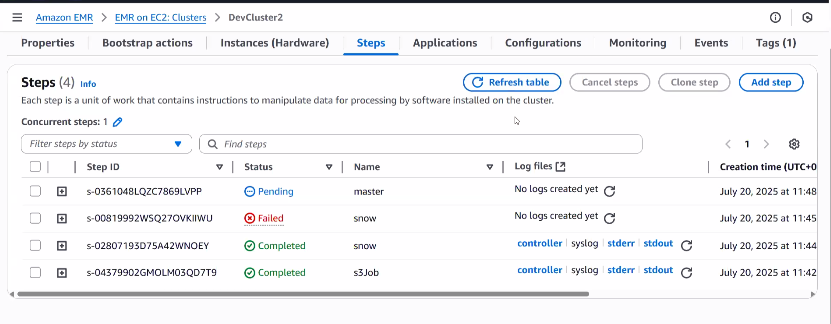 Amazon EMR > EMR on EC2: Clusters > DevCluster2
Properties Bootstrap actions Instances (Hardware) Steps Applications Configurations Monitoring Events Tags (1)
Steps (4) Info Refresh table Cancel steps Clone step Add step
Each step is a unit of work that contains instructions to manipulate data for processing by software installed on the cluster.
Concurrent steps: 1
Filter steps by status Find steps 1
Step ID Status Name Log files Creation time (UTC+0
s-0361048LQZC7869LVPP Pending master No logs created yet July 20, 2025 at 11:48
s-00819992WSQ27OVKIIWU Failed snow No logs created yet July 20, 2025 at 11:45
s-02807193D75A42WNOEY Completed snow controller syslog stderr stdout July 20, 2025 at 11:44
s-04379902GMOLM03QD7T9 Completed s3Job controller syslog stderr stdout July 20, 2025 at 11:42